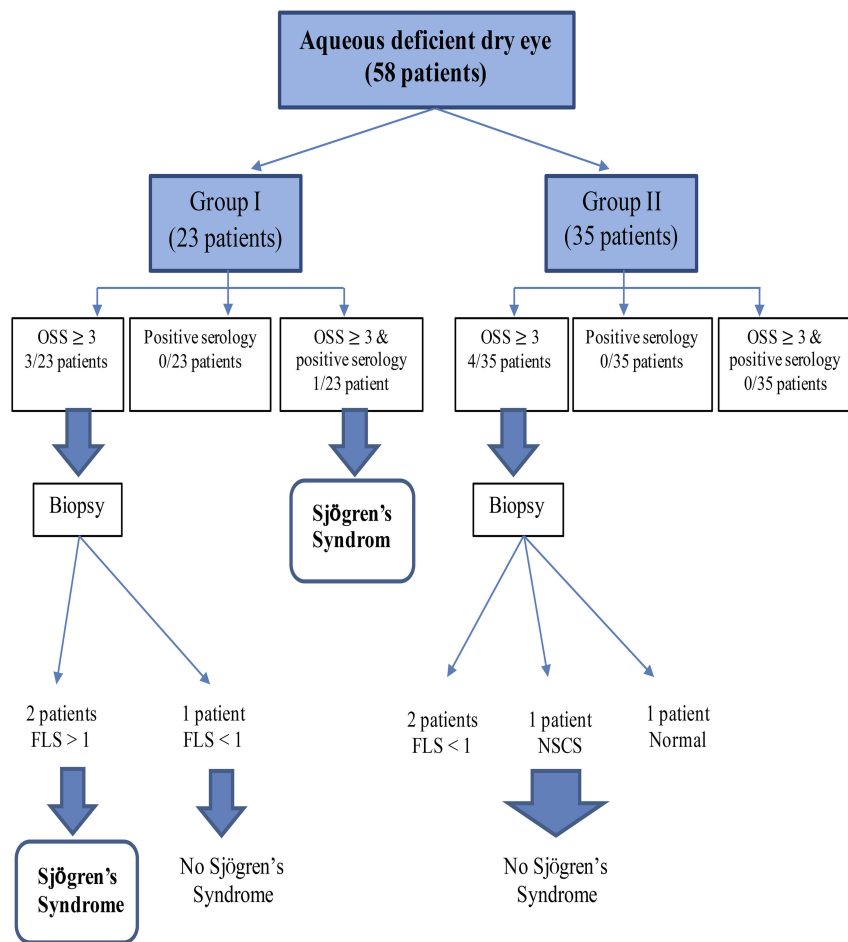 Aqueous deficient dry eye
(58 patients)
Group I
(23 patients)
Group II
(35 patients)
OSS ≥ 3
3/23 patients
Positive serology
0/23 patients
OSS ≥ 3 &
positive serology
1/23 patient
OSS ≥ 3
4/35 patients
Positive serology
0/35 patients
OSS ≥ 3 &
positive serology
0/35 patients
Biopsy
Sjögren's
Syndrom
Biopsy
2 patients
FLS > 1
1 patient
FLS < 1
2 patients
FLS < 1
1 patient
NSCS
1 patient
Normal
Sjögren's
Syndrome
No Sjögren's
Syndrome
No Sjögren's
Syndrome